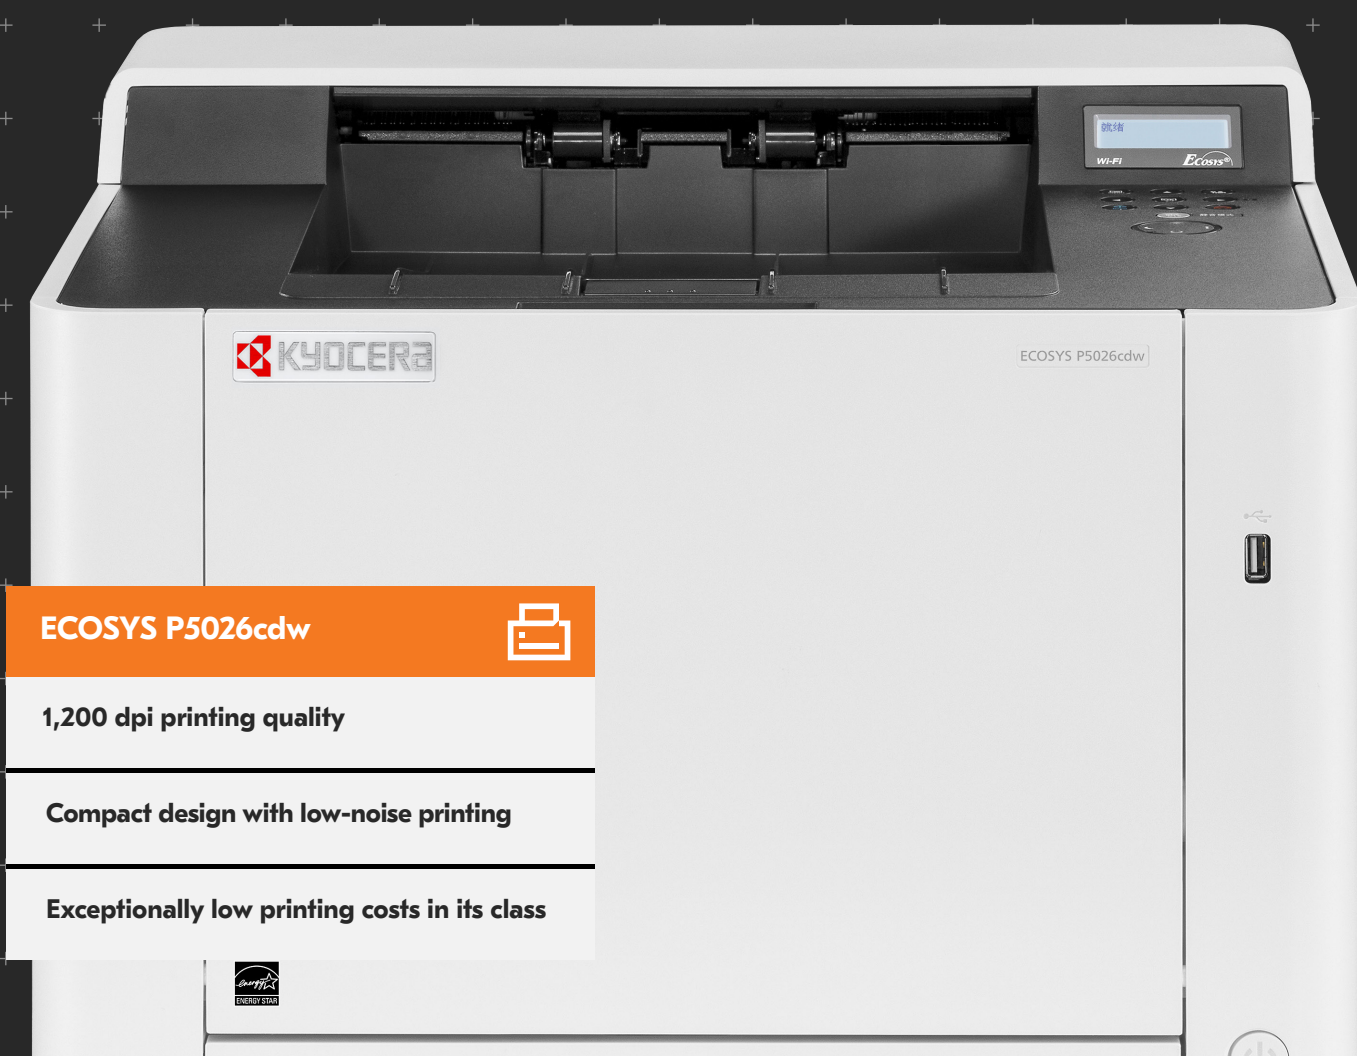 就绪
Wi-Fi
ECOSYS®
KYOCERA
ECOSYS P5026cdw
ECOSYS P5026cdw
1,200 dpi printing quality
Compact design with low-noise printing
Exceptionally low printing costs in its class
energy
ENERGY STAR